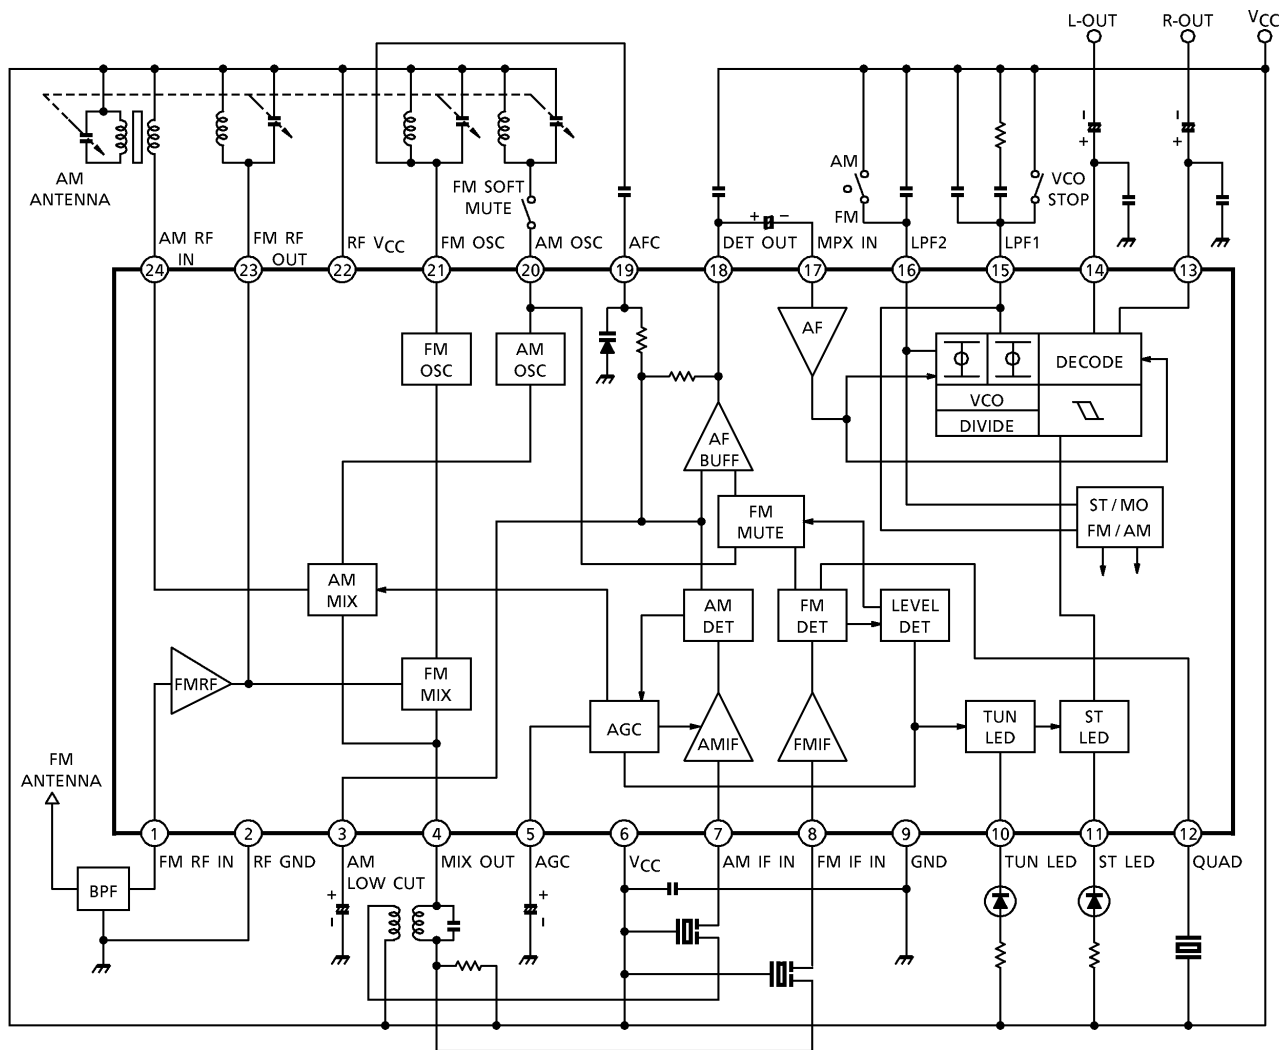 L-OUT
R-OUT
VCC
AM
ANTENNA
FM SOFT
MUTE
AM
FM
VCO
STOP
AM RF
IN
FM RF
OUT
RF VCC
FM OSC
AM OSC
AFC
DET OUT
MPX IN
LPF2
LPF1
24
23
22
21
20
19
18
17
16
15
14
13
FM
OSC
AM
OSC
AF
DECODE
VCO
DIVIDE
AF
BUFF
FM
MUTE
ST / MO
FM / AM
AM
MIX
AM
DET
FM
DET
LEVEL
DET
FMRF
FM
MIX
AGC
AMIF
FMIF
TUN
LED
ST
LED
FM
ANTENNA
1
2
3
4
5
6
7
8
9
10
11
12
FM RF IN
RF GND
AM
LOW CUT
MIX OUT
AGC
VCC
AM IF IN
FM IF IN
GND
TUN LED
ST LED
QUAD
BPF